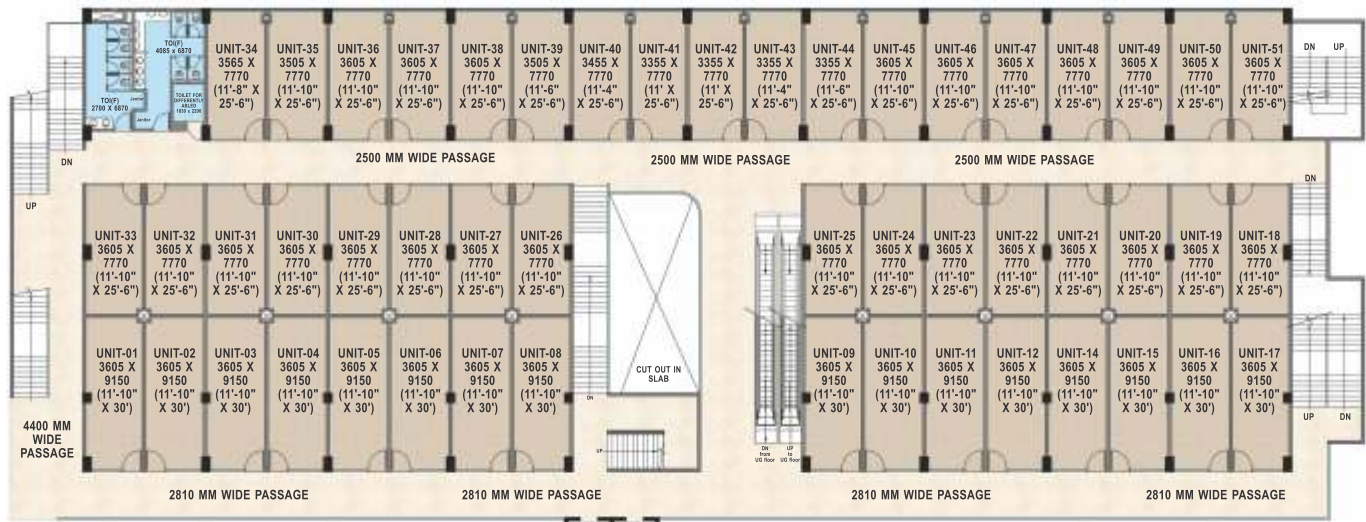 TOI(F)
4085 x 6870
TOI(F)
2700 X 6870
Janitor
Janitor
TOILET FOR
DIFFERENTLY
ABLED
UNIT-34
3565 X
7770
(11'-8" X
25'-6")
UNIT-35
3505 X
7770
(11'-10"
X 25'-6")
UNIT-36
3605 X
7770
(11'-10"
X 25'-6")
UNIT-37
3605 X
7770
(11'-10"
X 25'-6")
UNIT-38
3605 X
7770
(11'-10"
X 25'-6")
UNIT-39
3505 X
7770
(11'-6"
X 25'-6")
UNIT-40
3455 X
7770
(11'-4"
X 25'-6")
UNIT-41
3355 X
7770
(11' X
25'-6")
UNIT-42
3355 X
7770
(11' X
25'-6")
UNIT-43
3355 X
7770
(11'-4"
X 25'-6")
UNIT-44
3355 X
7770
(11'-6"
X 25'-6")
UNIT-45
3605 X
7770
(11'-10"
X 25'-6")
UNIT-46
3605 X
7770
(11'-10"
X 25'-6")
UNIT-47
3605 X
7770
(11'-10"
X 25'-6")
UNIT-48
3605 X
7770
(11'-10"
X 25'-6")
UNIT-49
3605 X
7770
(11'-10"
X 25'-6")
UNIT-50
3605 X
7770
(11'-10"
X 25'-6")
UNIT-51
3605 X
7770
(11'-10"
X 25'-6")
DN UP
DN
UP
2500 MM WIDE PASSAGE
2500 MM WIDE PASSAGE
2500 MM WIDE PASSAGE
DN
UNIT-33
3605 X
7770
(11'-10"
X 25'-6")
UNIT-32
3605 X
7770
(11'-10"
X 25'-6")
UNIT-31
3605 X
7770
(11'-10"
X 25'-6")
UNIT-30
3605 X
7770
(11'-10"
X 25'-6")
UNIT-29
3605 X
7770
(11'-10"
X 25'-6")
UNIT-28
3605 X
7770
(11'-10"
X 25'-6")
UNIT-27
3605 X
7770
(11'-10"
X 25'-6")
UNIT-26
3605 X
7770
(11'-10"
X 25'-6")
UNIT-25
3605 X
7770
(11'-10"
X 25'-6")
UNIT-24
3605 X
7770
(11'-10"
X 25'-6")
UNIT-23
3605 X
7770
(11'-10"
X 25'-6")
UNIT-22
3605 X
7770
(11'-10"
X 25'-6")
UNIT-21
3605 X
7770
(11'-10"
X 25'-6")
UNIT-20
3605 X
7770
(11'-10"
X 25'-6")
UNIT-19
3605 X
7770
(11'-10"
X 25'-6")
UNIT-18
3605 X
7770
(11'-10"
X 25'-6")
UNIT-01
3605 X
9150
(11'-10"
X 30')
UNIT-02
3605 X
9150
(11'-10"
X 30')
UNIT-03
3605 X
9150
(11'-10"
X 30')
UNIT-04
3605 X
9150
(11'-10"
X 30')
UNIT-05
3605 X
9150
(11'-10"
X 30')
UNIT-06
3605 X
9150
(11'-10"
X 30')
UNIT-07
3605 X
9150
(11'-10"
X 30')
UNIT-08
3605 X
9150
(11'-10"
X 30')
DN
CUT OUT IN
SLAB
UP
DN
from
UG floor
UP
to
UG floor
UNIT-09
3605 X
9150
(11'-10"
X 30')
UNIT-10
3605 X
9150
(11'-10"
X 30')
UNIT-11
3605 X
9150
(11'-10"
X 30')
UNIT-12
3605 X
9150
(11'-10"
X 30')
UNIT-14
3605 X
9150
(11'-10"
X 30')
UNIT-15
3605 X
9150
(11'-10"
X 30')
UNIT-16
3605 X
9150
(11'-10"
X 30')
UNIT-17
3605 X
9150
(11'-10"
X 30')
UP DN
4400 MM
WIDE
PASSAGE
2810 MM WIDE PASSAGE
2810 MM WIDE PASSAGE
2810 MM WIDE PASSAGE
2810 MM WIDE PASSAGE